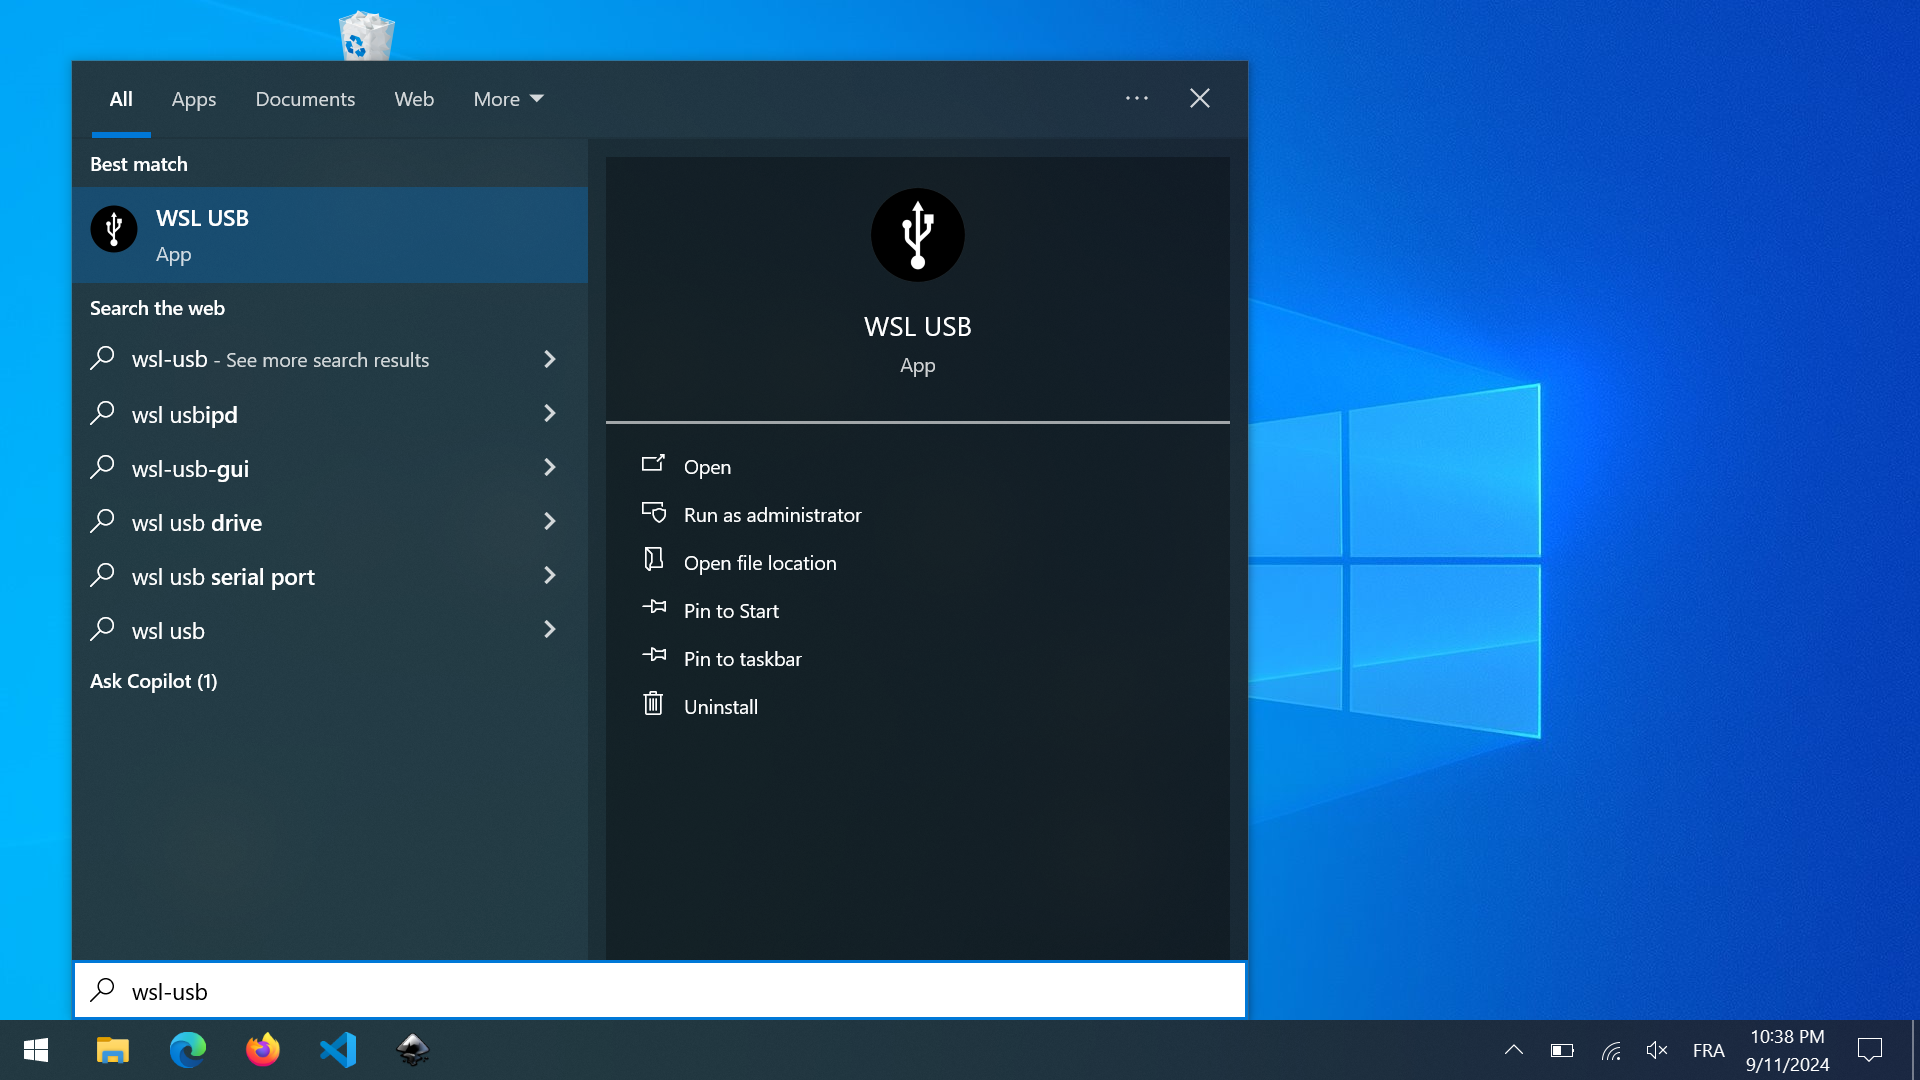 All Apps Documents Web More
Best match
WSL USB
App
Search the web
wsl-usb - See more search results
wsl usbipd
wsl-usb-gui
wsl usb drive
wsl usb serial port
wsl usb
Ask Copilot (1)
WSL USB
App
Open
Run as administrator
Open file location
Pin to Start
Pin to taskbar
Uninstall
wsl-usb
FRA
10:38 PM
9/11/2024